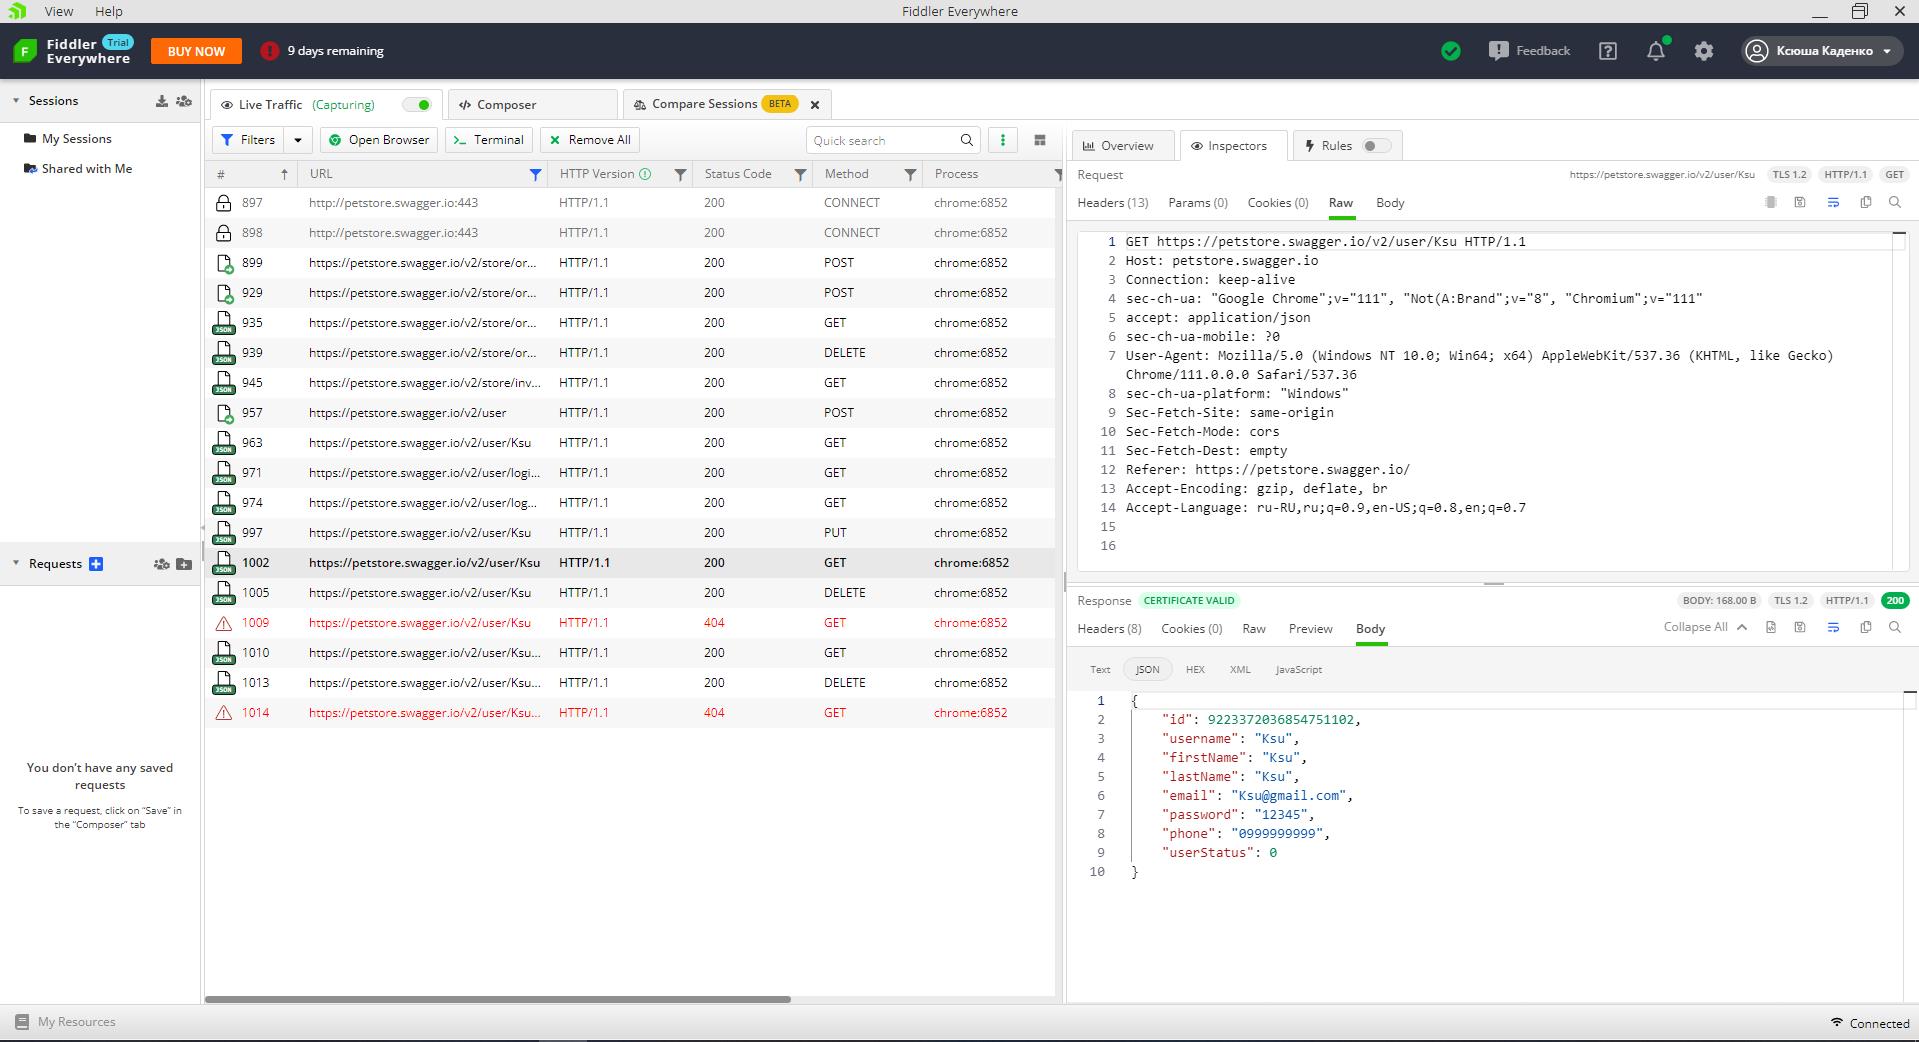 View Help Fiddler Everywhere
Fiddler Everywhere Trial BUY NOW 9 days remaining Feedback Ксюша Каденко
Sessions
My Sessions
Shared with Me
Requests
You don’t have any saved requests
To save a request, click on “Save” in the “Composer” tab
Live Traffic (Capturing) Composer Compare Sessions BETA
Filters Open Browser Terminal Remove All Quick search
# URL HTTP Version Status Code Method Process
897 http://petstore.swagger.io:443 HTTP/1.1 200 CONNECT chrome:6852
898 http://petstore.swagger.io:443 HTTP/1.1 200 CONNECT chrome:6852
899 https://petstore.swagger.io/v2/store/or... HTTP/1.1 200 POST chrome:6852
929 https://petstore.swagger.io/v2/store/or... HTTP/1.1 200 POST chrome:6852
JSON 935 https://petstore.swagger.io/v2/store/or... HTTP/1.1 200 GET chrome:6852
JSON 939 https://petstore.swagger.io/v2/store/or... HTTP/1.1 200 DELETE chrome:6852
JSON 945 https://petstore.swagger.io/v2/store/inv... HTTP/1.1 200 GET chrome:6852
957 https://petstore.swagger.io/v2/user HTTP/1.1 200 POST chrome:6852
JSON 963 https://petstore.swagger.io/v2/user/Ksu HTTP/1.1 200 GET chrome:6852
JSON 971 https://petstore.swagger.io/v2/user/logi... HTTP/1.1 200 GET chrome:6852
JSON 974 https://petstore.swagger.io/v2/user/log... HTTP/1.1 200 GET chrome:6852
JSON 997 https://petstore.swagger.io/v2/user/Ksu HTTP/1.1 200 PUT chrome:6852
JSON 1002 https://petstore.swagger.io/v2/user/Ksu HTTP/1.1 200 GET chrome:6852
JSON 1005 https://petstore.swagger.io/v2/user/Ksu HTTP/1.1 200 DELETE chrome:6852
1009 https://petstore.swagger.io/v2/user/Ksu HTTP/1.1 404 GET chrome:6852
JSON 1010 https://petstore.swagger.io/v2/user/Ksu... HTTP/1.1 200 GET chrome:6852
JSON 1013 https://petstore.swagger.io/v2/user/Ksu... HTTP/1.1 200 DELETE chrome:6852
1014 https://petstore.swagger.io/v2/user/Ksu... HTTP/1.1 404 GET chrome:6852
Overview Inspectors Rules
Request https://petstore.swagger.io/v2/user/Ksu TLS 1.2 HTTP/1.1 GET
Headers (13) Params (0) Cookies (0) Raw Body
1 GET https://petstore.swagger.io/v2/user/Ksu HTTP/1.1
2 Host: petstore.swagger.io
3 Connection: keep-alive
4 sec-ch-ua: "Google Chrome";v="111", "Not(A:Brand";v="8", "Chromium";v="111"
5 accept: application/json
6 sec-ch-ua-mobile: ?0
7 User-Agent: Mozilla/5.0 (Windows NT 10.0; Win64; x64) AppleWebKit/537.36 (KHTML, like Gecko)
Chrome/111.0.0.0 Safari/537.36
8 sec-ch-ua-platform: "Windows"
9 Sec-Fetch-Site: same-origin
10 Sec-Fetch-Mode: cors
11 Sec-Fetch-Dest: empty
12 Referer: https://petstore.swagger.io/
13 Accept-Encoding: gzip, deflate, br
14 Accept-Language: ru-RU,ru;q=0.9,en-US;q=0.8,en;q=0.7
15
16
Response CERTIFICATE VALID BODY: 168.00 B TLS 1.2 HTTP/1.1 200
Headers (8) Cookies (0) Raw Preview Body Collapse All
Text JSON HEX XML JavaScript
1 {
2 "id": 9223372036854751102,
3 "username": "Ksu",
4 "firstName": "Ksu",
5 "lastName": "Ksu",
6 "email": "Ksu@gmail.com",
7 "password": "12345",
8 "phone": "0999999999",
9 "userStatus": 0
10 }
My Resources Connected